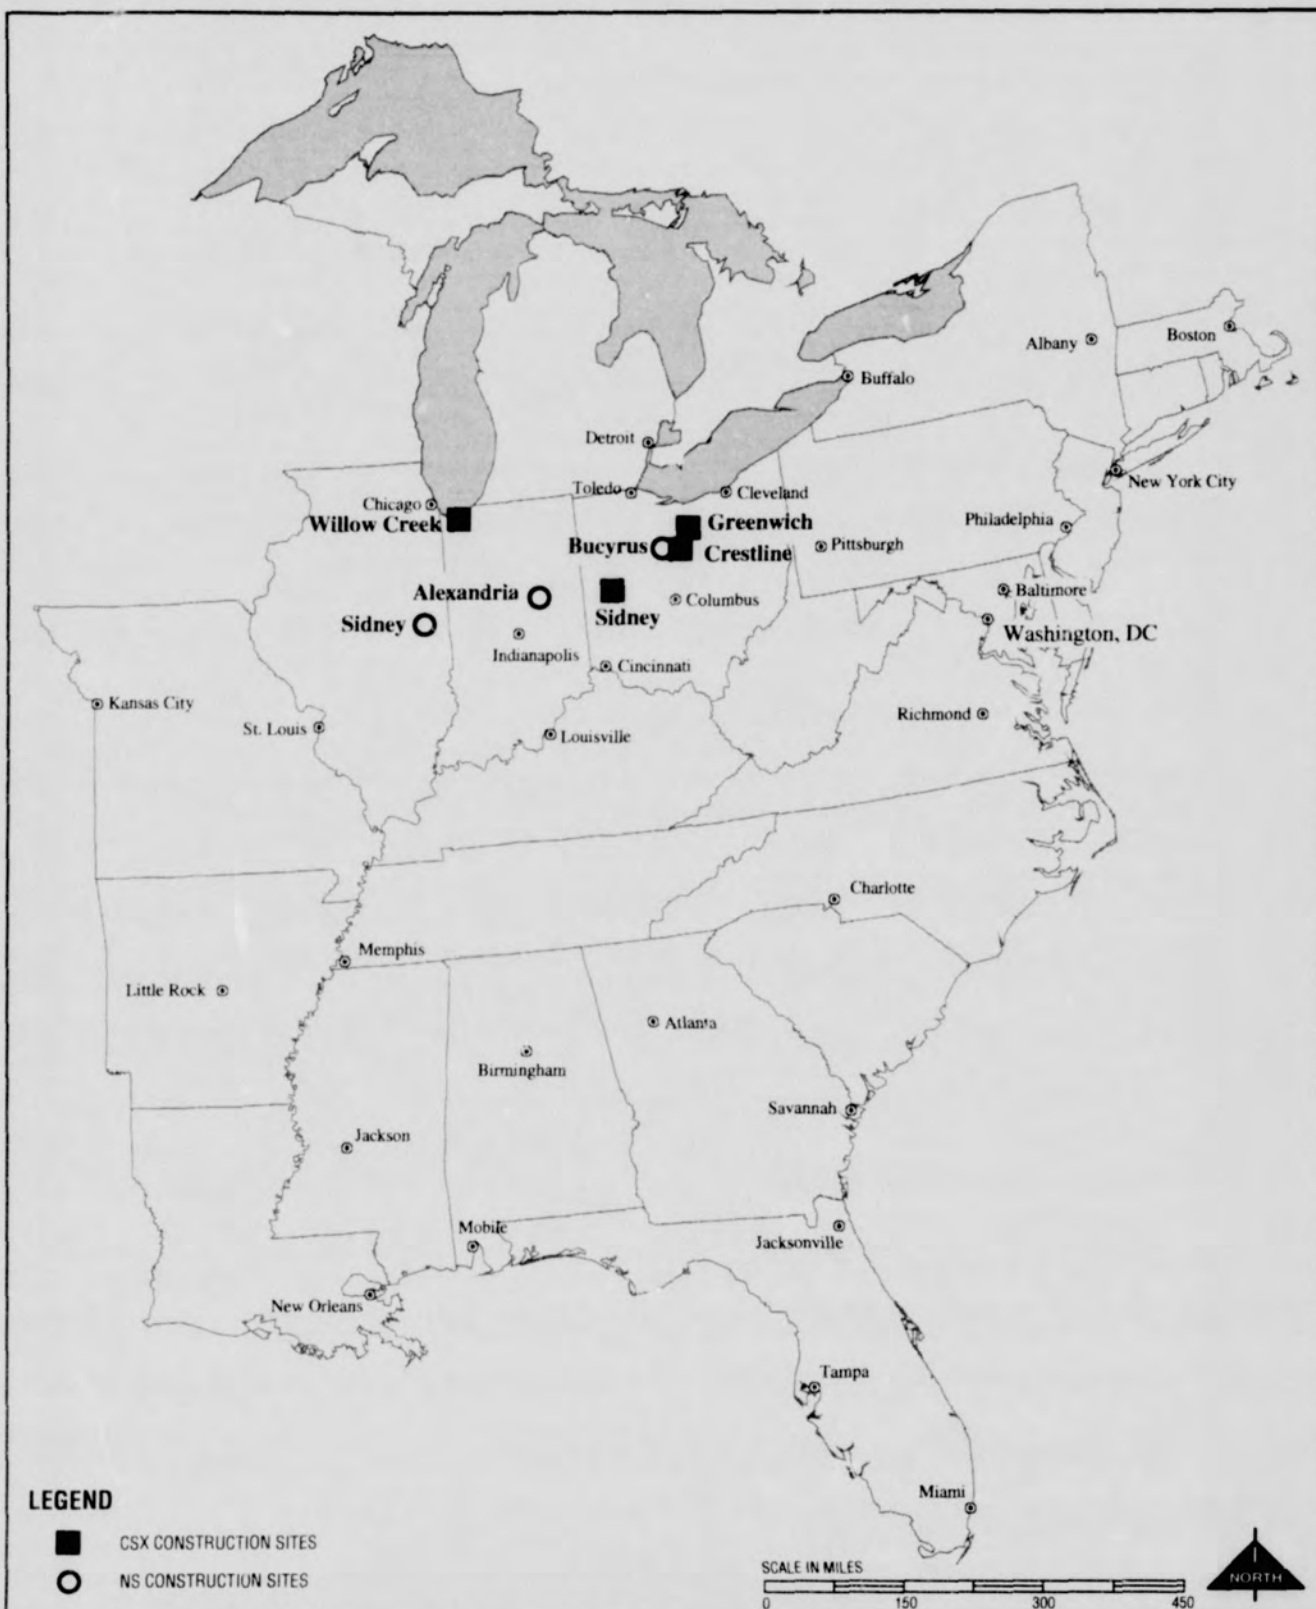 Albany
Boston
Buffalo
Detroit
Toledo
Cleveland
New York City
Chicago
Willow Creek
Greenwich
Philadelphia
Bucyrus
Crestline
Pittsburgh
Alexandria
Baltimore
Sidney
Sidney
Columbus
Washington, DC
Indianapolis
Cincinnati
Kansas City
St. Louis
Louisville
Richmond
Charlotte
Memphis
Little Rock
Atlanta
Birmingham
Savannah
Jackson
Mobile
Jacksonville
New Orleans
Tampa
Miami
LEGEND
CSX CONSTRUCTION SITES
NS CONSTRUCTION SITES
SCALE IN MILES
0 150 300 450
NORTH